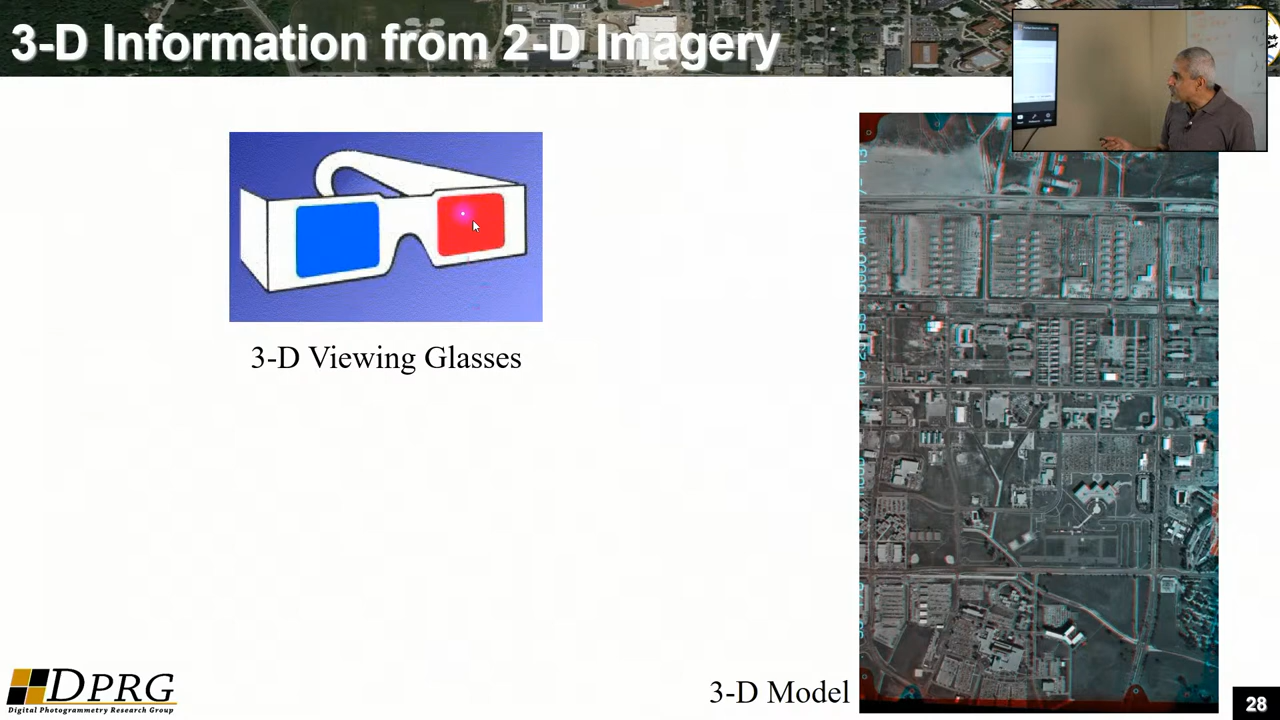 3-D Information from 2-D Imagery
3-D Viewing Glasses
3-D Model
DPRG
Digital Photogrammetry Research Group
28